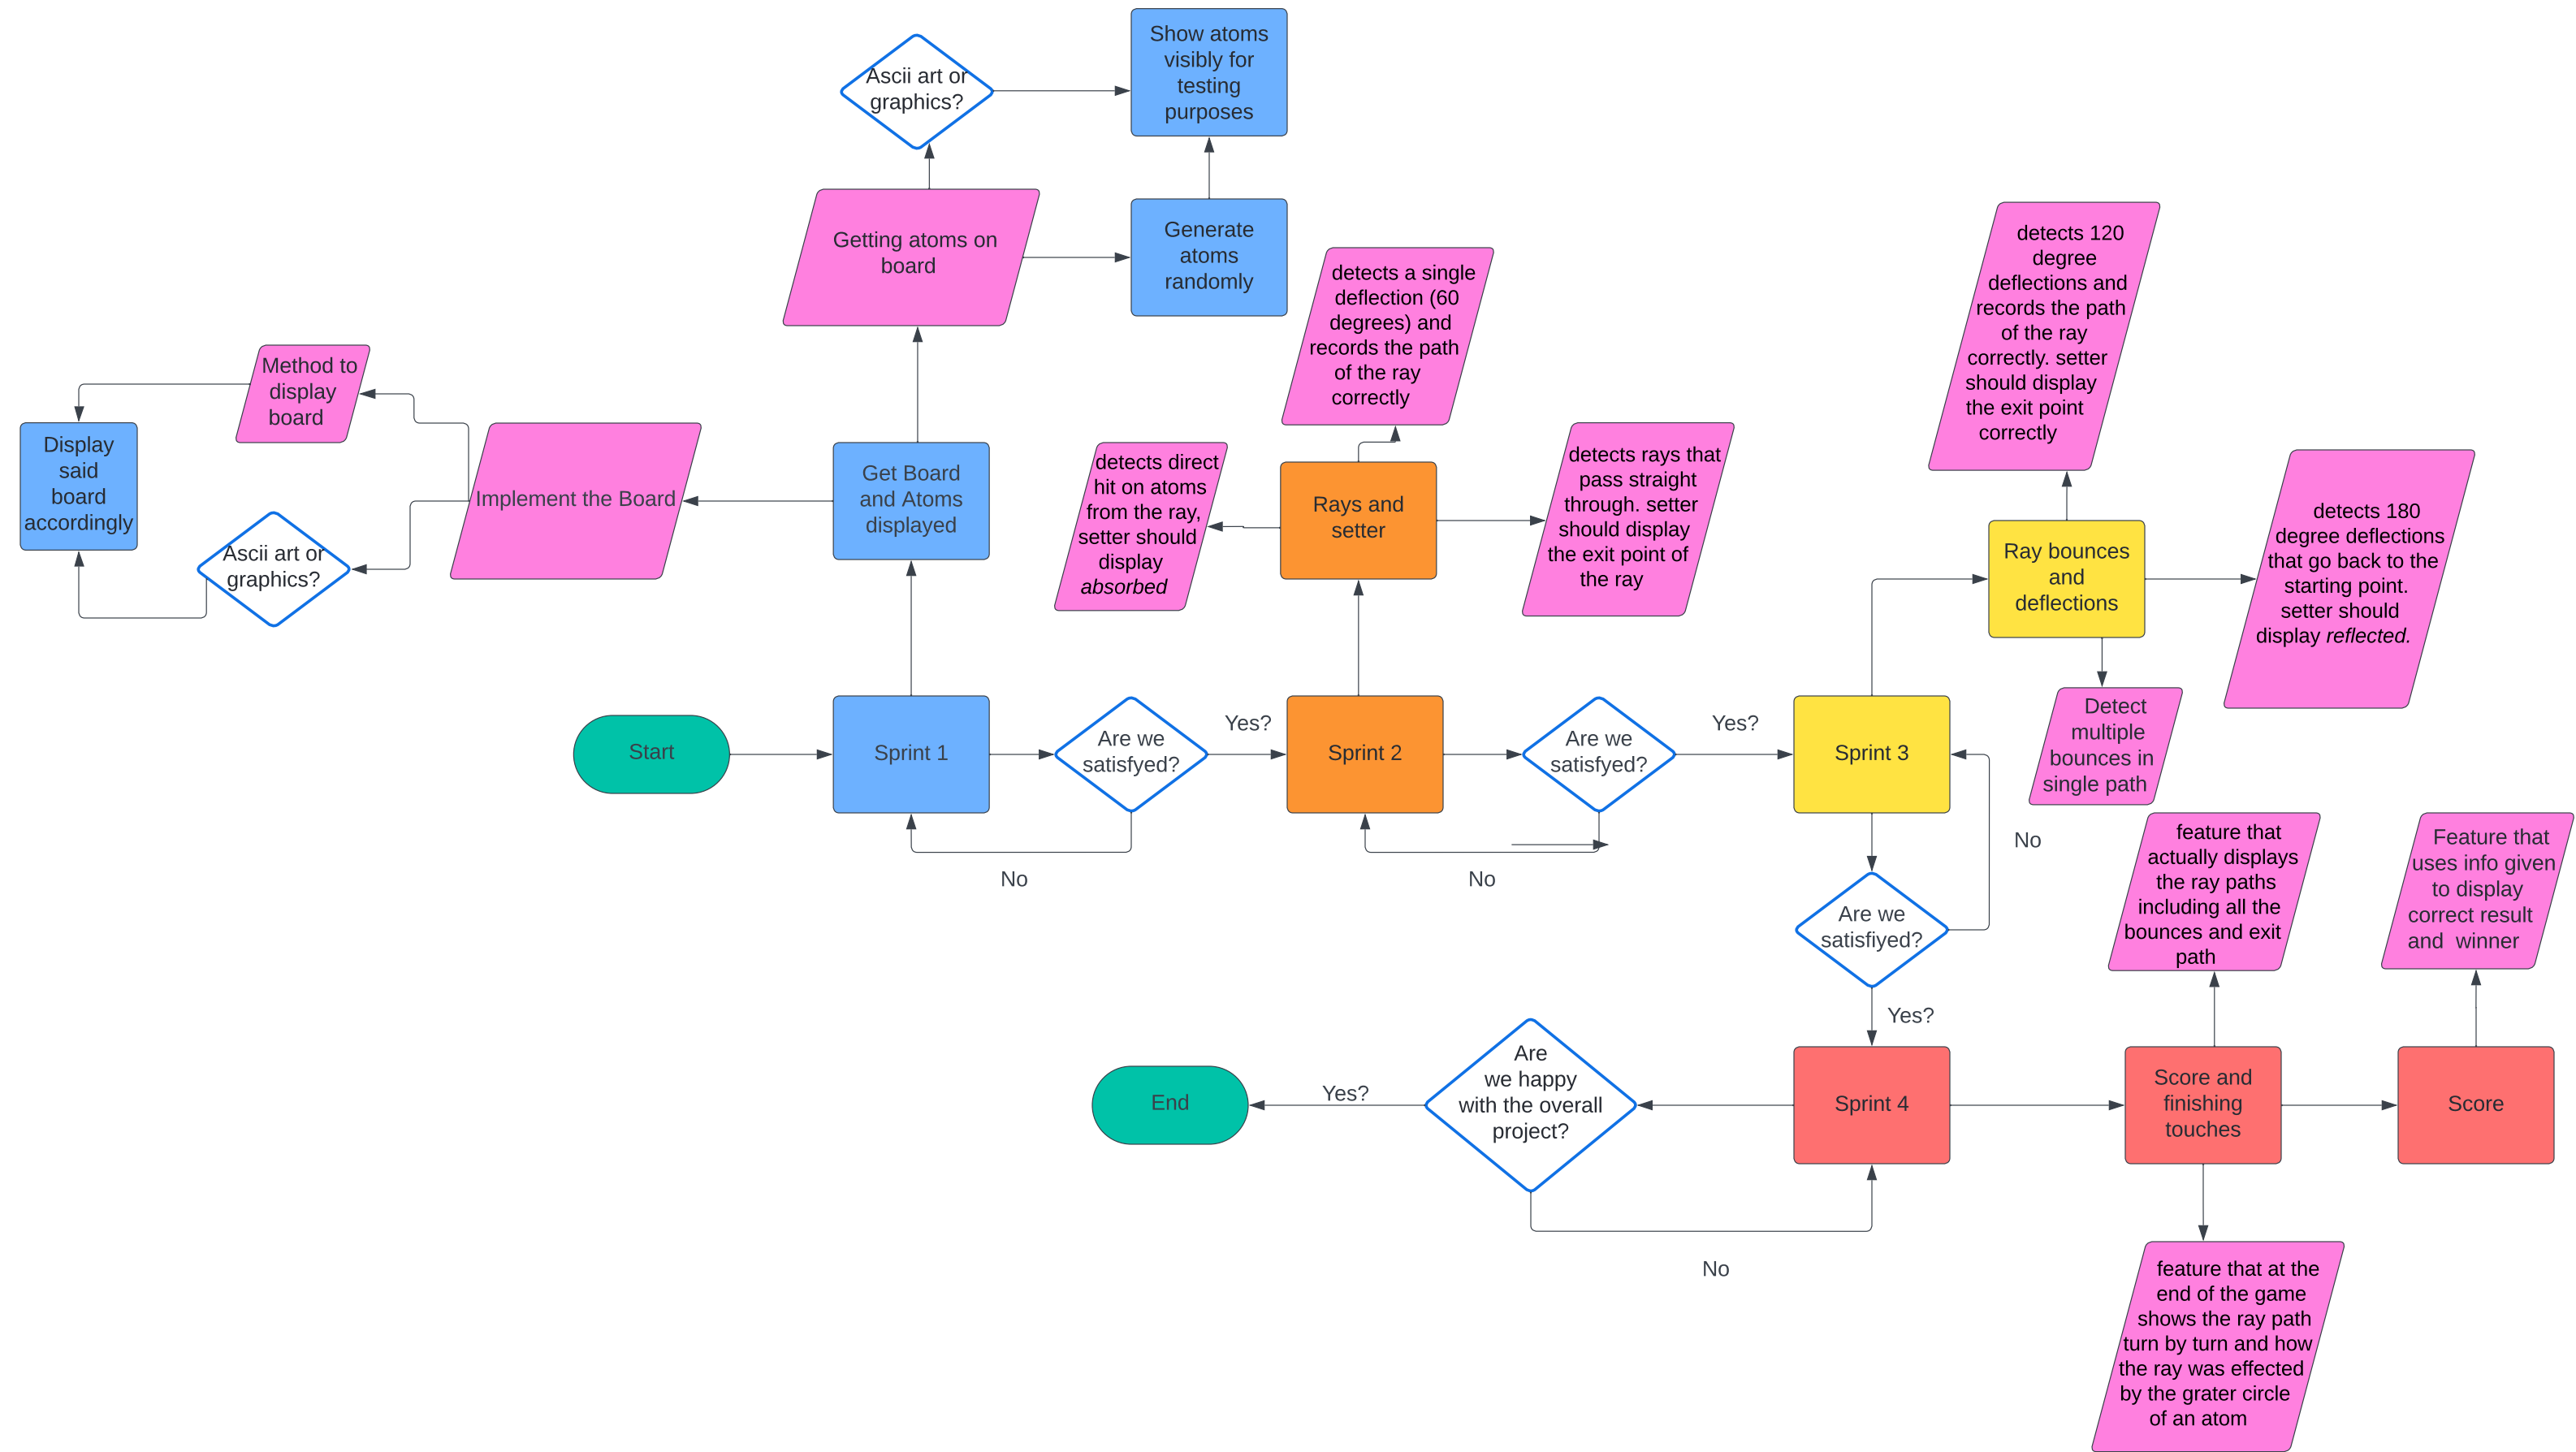 Show atoms
visibly for
testing
purposes
Ascii art or
graphics?
Getting atoms on
board
Generate
atoms
randomly
detects 120
degree
deflections and
records the path
of the ray
correctly. setter
should display
the exit point
correctly
detects a single
deflection (60
degrees) and
records the path
of the ray
correctly
Method to
display
board
Display
said
board
accordingly
Implement the Board
Get Board
and Atoms
displayed
detects direct
hit on atoms
from the ray,
setter should
display
absorbed
Rays and
setter
detects rays that
pass straight
through. setter
should display
the exit point of
the ray
Ray bounces
and
deflections
detects 180
degree deflections
that go back to the
starting point.
setter should
display reflected.
Ascii art or
graphics?
Start
Sprint 1
Are we
satisfyed?
Yes?
Sprint 2
Are we
satisfyed?
Yes?
Sprint 3
Detect
multiple
bounces in
single path
No
No
No
Are we
satisfiyed?
feature that
actually displays
the ray paths
including all the
bounces and exit
path
Feature that
uses info given
to display
correct result
and  winner
Yes?
End
Yes?
Are
we happy
with the overall
project?
Sprint 4
Score and
finishing
touches
Score
No
feature that at the
end of the game
shows the ray path
turn by turn and how
the ray was effected
by the grater circle
of an atom